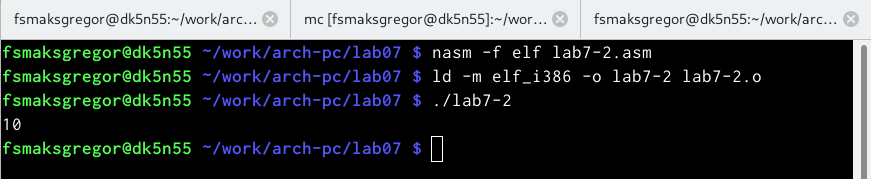 fsmaksgregor@dk5n55:~/work/arc… mc [fsmaksgregor@dk5n55]:~/wor… fsmaksgregor@dk5n55:~/work/arc…
fsmaksgregor@dk5n55 ~/work/arch-pc/lab07 $ nasm -f elf lab7-2.asm
fsmaksgregor@dk5n55 ~/work/arch-pc/lab07 $ ld -m elf_i386 -o lab7-2 lab7-2.o
fsmaksgregor@dk5n55 ~/work/arch-pc/lab07 $ ./lab7-2
10
fsmaksgregor@dk5n55 ~/work/arch-pc/lab07 $